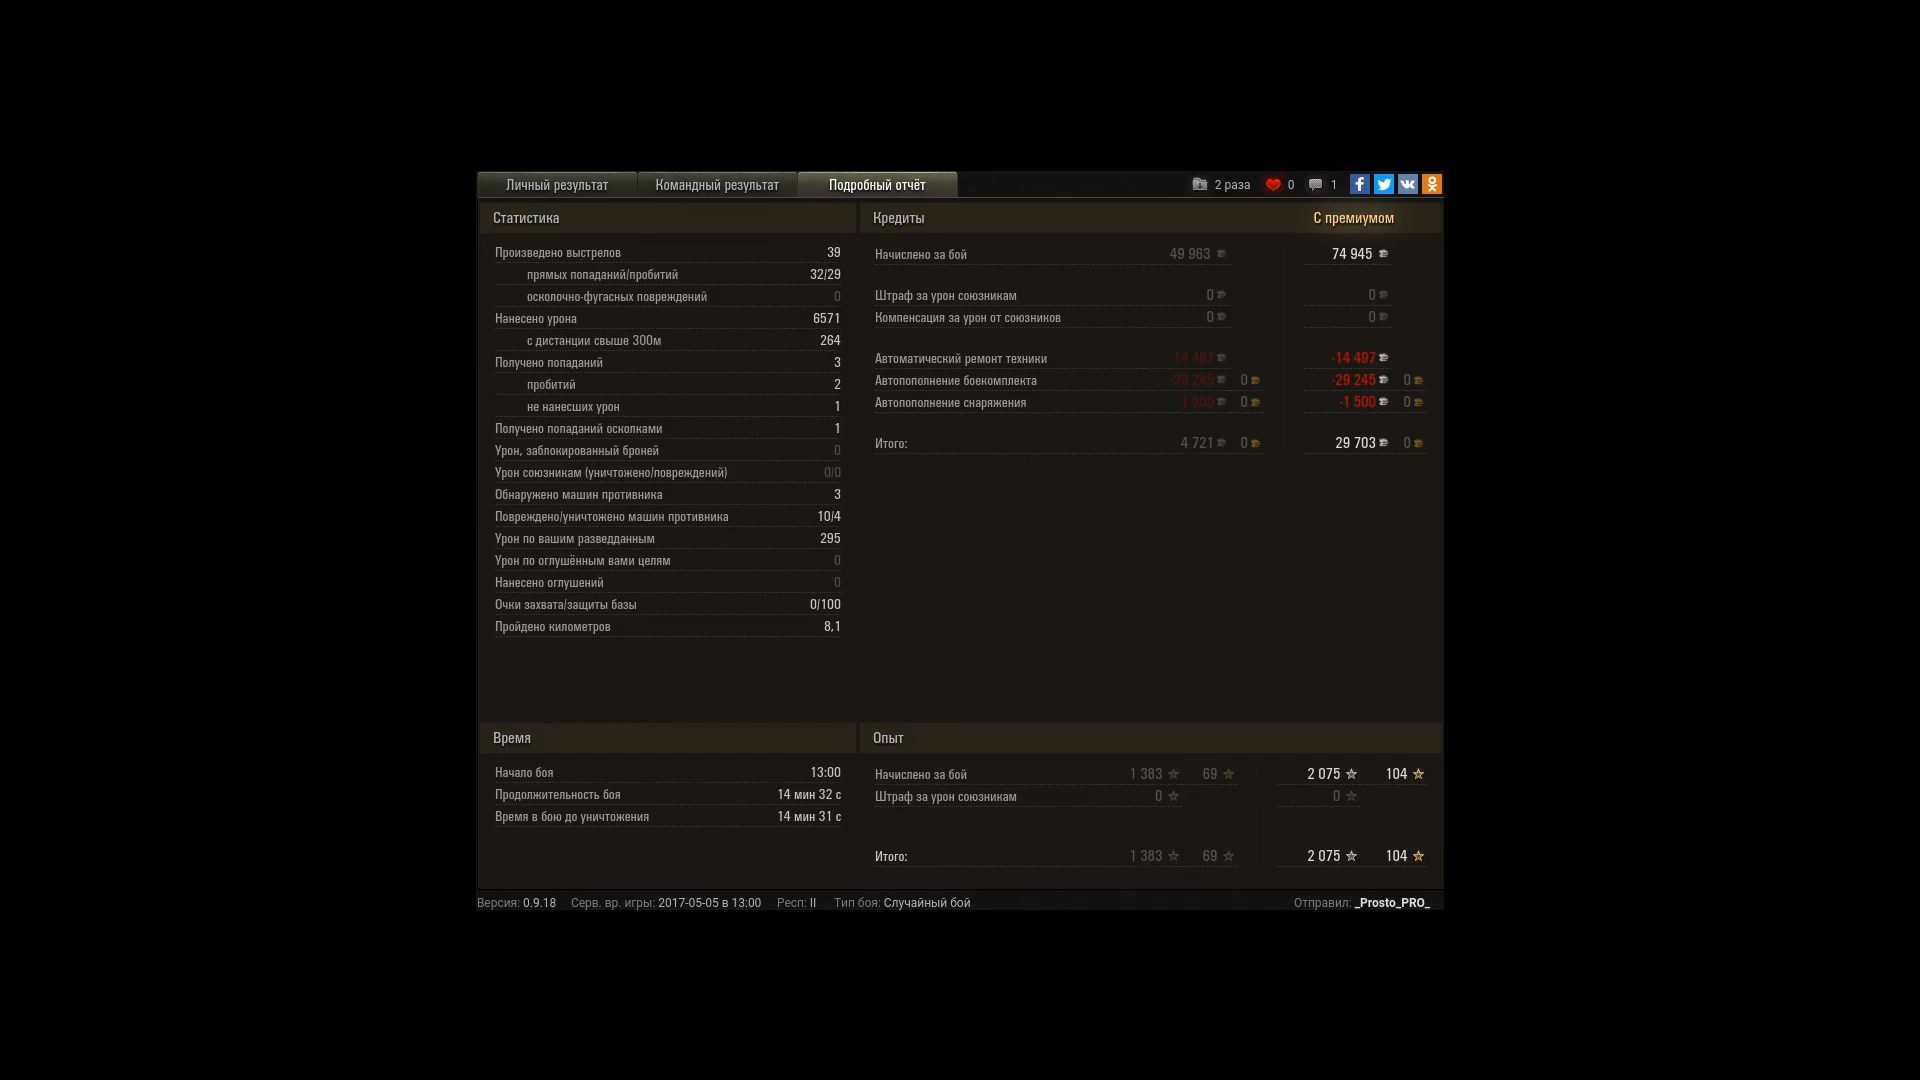 Личный результат Командный результат Подробный отчёт 2 раза 0 1
Статистика
Произведено выстрелов 39
прямых попаданий/пробитий 32/29
осколочно-фугасных повреждений 0
Нанесено урона 6571
с дистанции свыше 300м 264
Получено попаданий 3
пробитий 2
не нанесших урон 1
Получено попаданий осколками 1
Урон, заблокированный броней 0
Урон союзникам (уничтожено/повреждений) 0/0
Обнаружено машин противника 3
Повреждено/уничтожено машин противника 10/4
Урон по вашим разведданным 295
Урон по оглушённым вами целям 0
Нанесено оглушений 0
Очки захвата/защиты базы 0/100
Пройдено километров 8,1
Кредиты С премиумом
Начислено за бой 49 963 74 945
Штраф за урон союзникам 0 0
Компенсация за урон от союзников 0 0
Автоматический ремонт техники -14 497 -14 497
Автопополнение боекомплекта -29 245 0 -29 245 0
Автопополнение снаряжения -1 500 0 -1 500 0
Итого: 4 721 0 29 703 0
Время
Начало боя 13:00
Продолжительность боя 14 мин 32 с
Время в бою до уничтожения 14 мин 31 с
Опыт
Начислено за бой 1 383 69 2 075 104
Штраф за урон союзникам 0 0
Итого: 1 383 69 2 075 104
Версия: 0.9.18 Серв. вр. игры: 2017-05-05 в 13:00 Респ: II Тип боя: Случайный бой Отправил: _Prosto_PRO_